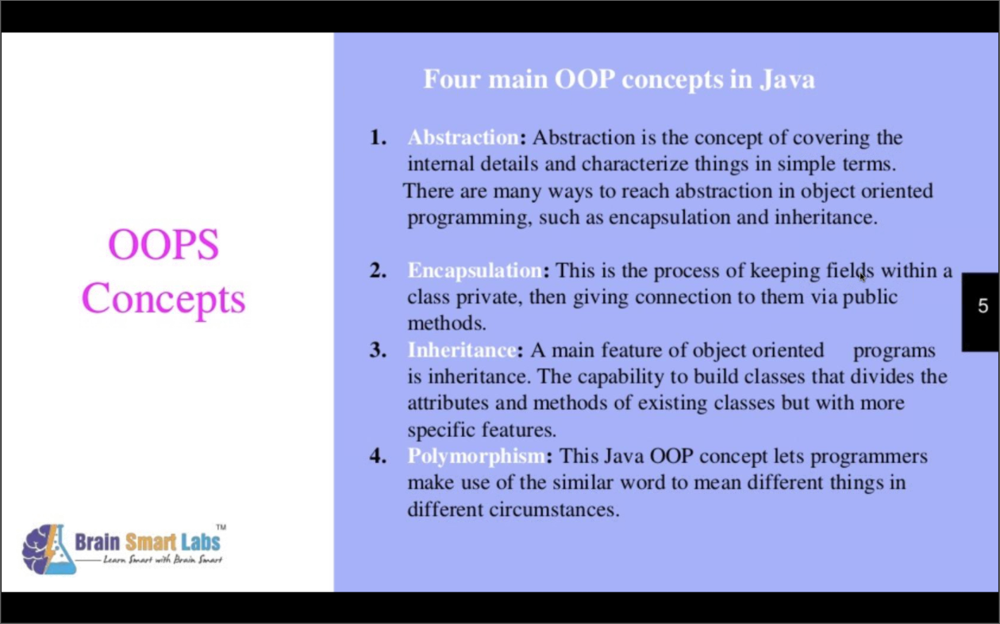 OOPS
Concepts
Four main OOP concepts in Java
1. Abstraction: Abstraction is the concept of covering the
internal details and characterize things in simple terms.
There are many ways to reach abstraction in object oriented
programming, such as encapsulation and inheritance.
2. Encapsulation: This is the process of keeping fields within a
class private, then giving connection to them via public
methods.
3. Inheritance: A main feature of object oriented programs
is inheritance. The capability to build classes that divides the
attributes and methods of existing classes but with more
specific features.
4. Polymorphism: This Java OOP concept lets programmers
make use of the similar word to mean different things in
different circumstances.
5
Brain Smart Labs TM
Learn Smart with Brain Smart